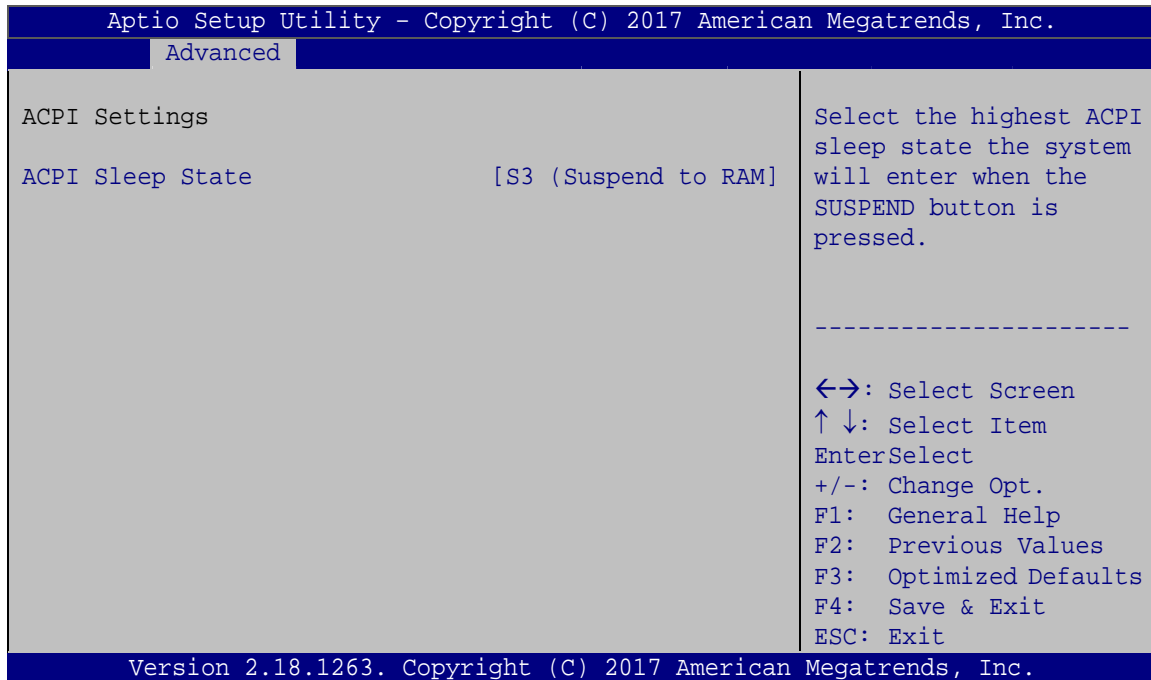 Aptio Setup Utility – Copyright (C) 2017 American Megatrends, Inc.
Advanced
ACPI Settings
ACPI Sleep State [S3 (Suspend to RAM]
Select the highest ACPI
sleep state the system
will enter when the
SUSPEND button is
pressed.
----------------------
←→: Select Screen
↑ ↓: Select Item
EnterSelect
+/-: Change Opt.
F1: General Help
F2: Previous Values
F3: Optimized Defaults
F4: Save & Exit
ESC: Exit
Version 2.18.1263. Copyright (C) 2017 American Megatrends, Inc.